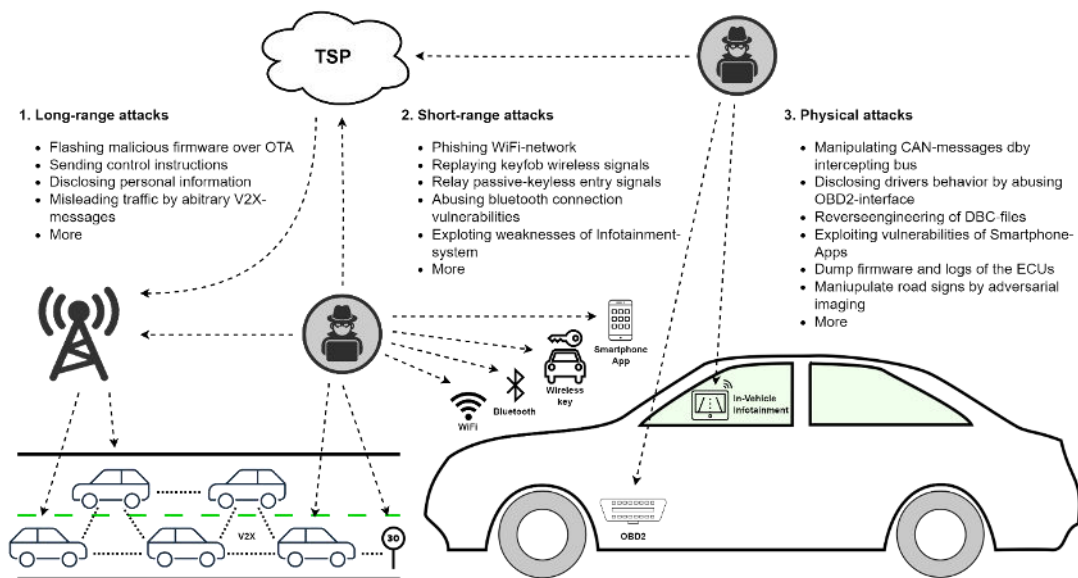 TSP
1. Long-range attacks
• Flashing malicious firmware over OTA
• Sending control instructions
• Disclosing personal information
• Misleading traffic by abitrary V2X-
messages
• More
2. Short-range attacks
• Phishing WiFi-network
• Replaying keyfob wireless signals
• Relay passive-keyless entry signals
• Abusing bluetooth connection
vulnerabilities
• Exploting weaknesses of Infotainment-
system
• More
3. Physical attacks
• Manipulating CAN-messages dby
intercepting bus
• Disclosing drivers behavior by abusing
OBD2-interface
• Reverseengineering of DBC-files
• Exploiting vulnerabilities of Smartphone-
Apps
• Dump firmware and logs of the ECUs
• Maniupulate road signs by adversarial
imaging
• More
Smartphone
App
Wireless
key
Bluetooth
WiFi
In-Vehicle
Infotainment
OBD2
V2X
30